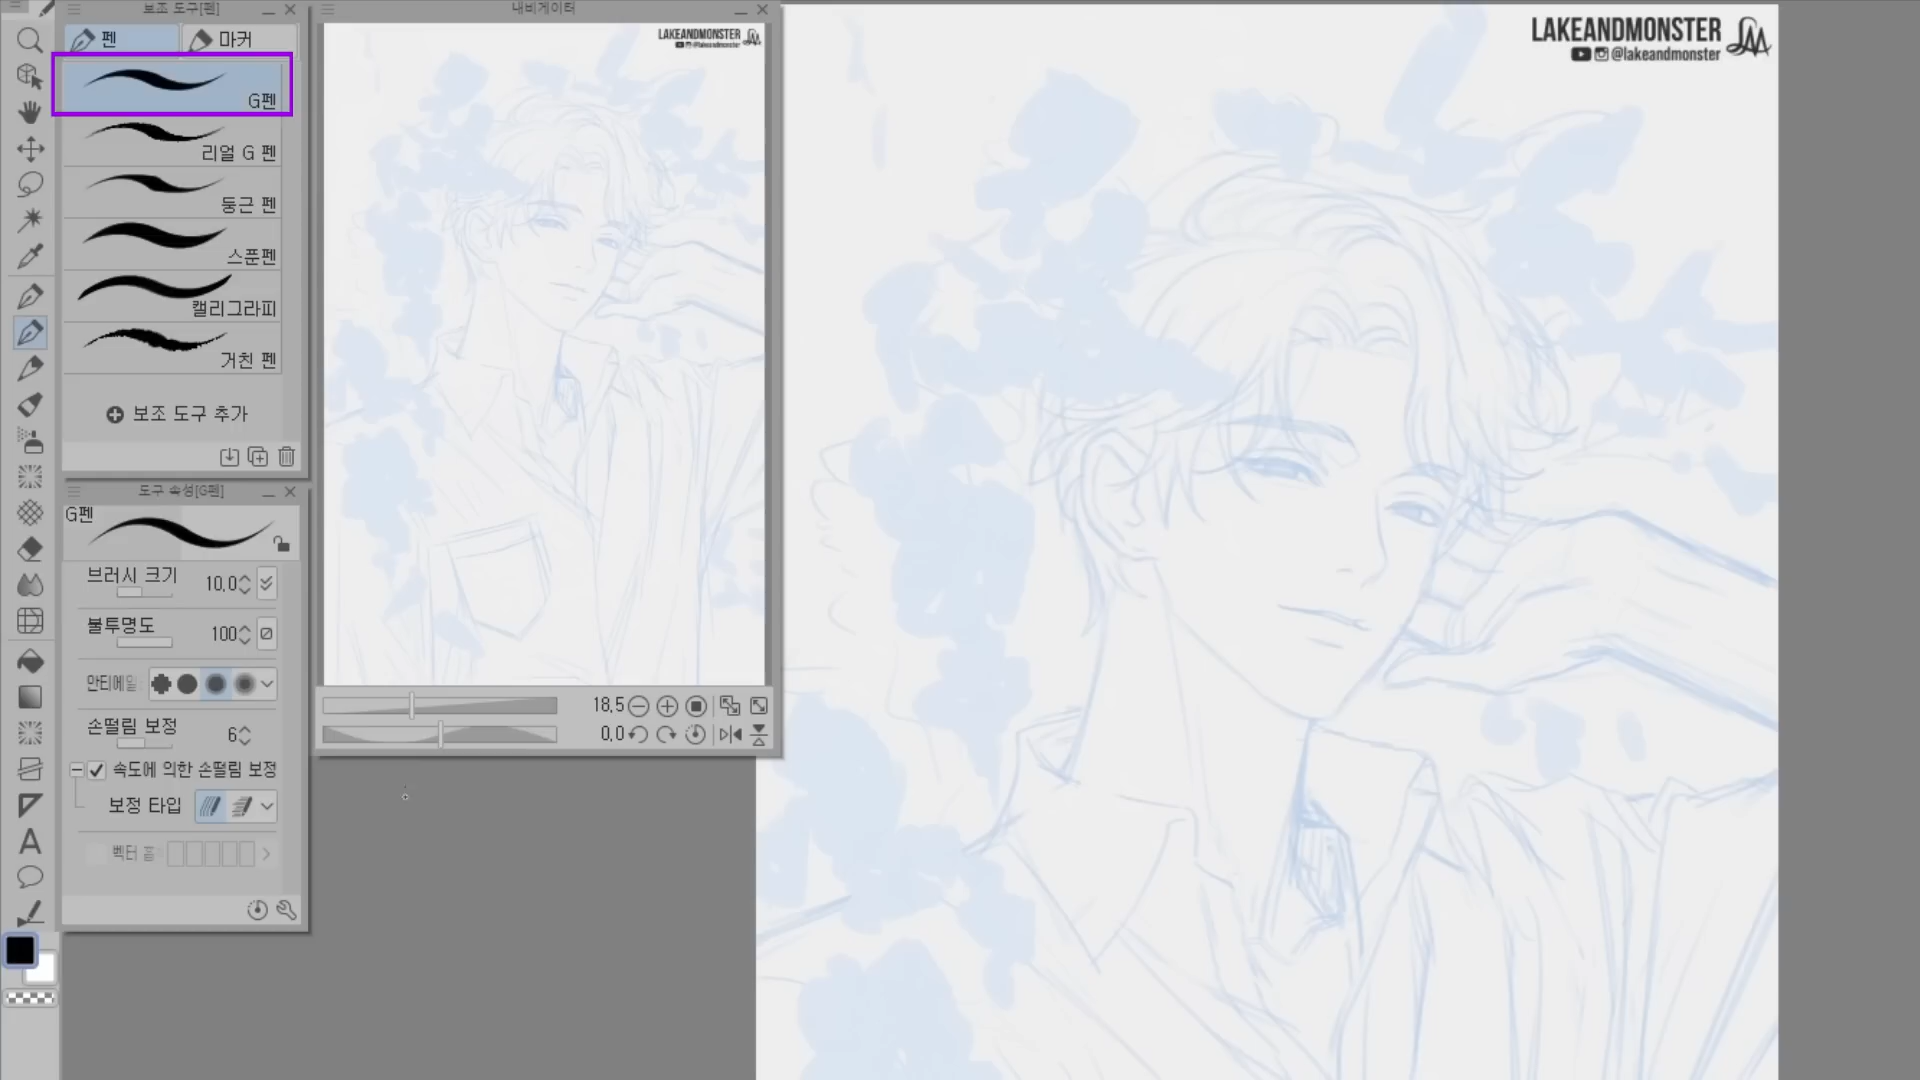 보조 도구[펜]
펜
마커
G펜
리얼 G 펜
둥근 펜
스푼펜
캘리그라피
거친 펜
보조 도구 추가
도구 속성[G펜]
G펜
브러시 크기 10.0
불투명도 100
안티에일
손떨림 보정 6
속도에 의한 손떨림 보정
보정 타입
벡터 흡
내비게이터
LAKEANDMONSTER
@lakeandmonster
18.5
0.0
LAKEANDMONSTER
@lakeandmonster